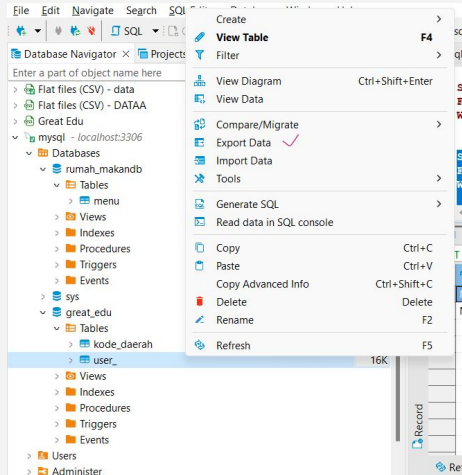 File Edit Navigate Search SQL Editor
SQL
Database Navigator × Projects
Enter a part of object name here
Flat files (CSV) - data
Flat files (CSV) - DATAA
Great Edu
mysql - localhost:3306
Databases
rumah_makandb
Tables
menu
Views
Indexes
Procedures
Triggers
Events
sys
great_edu
Tables
kode_daerah
user_ 16K
Views
Indexes
Procedures
Triggers
Events
Users
Administer
Create
View Table F4
Filter
View Diagram Ctrl+Shift+Enter
View Data
Compare/Migrate
Export Data
Import Data
Tools
Generate SQL
Read data in SQL console
Copy Ctrl+C
Paste Ctrl+V
Copy Advanced Info Ctrl+Shift+C
Delete Delete
Rename F2
Refresh F5
Record